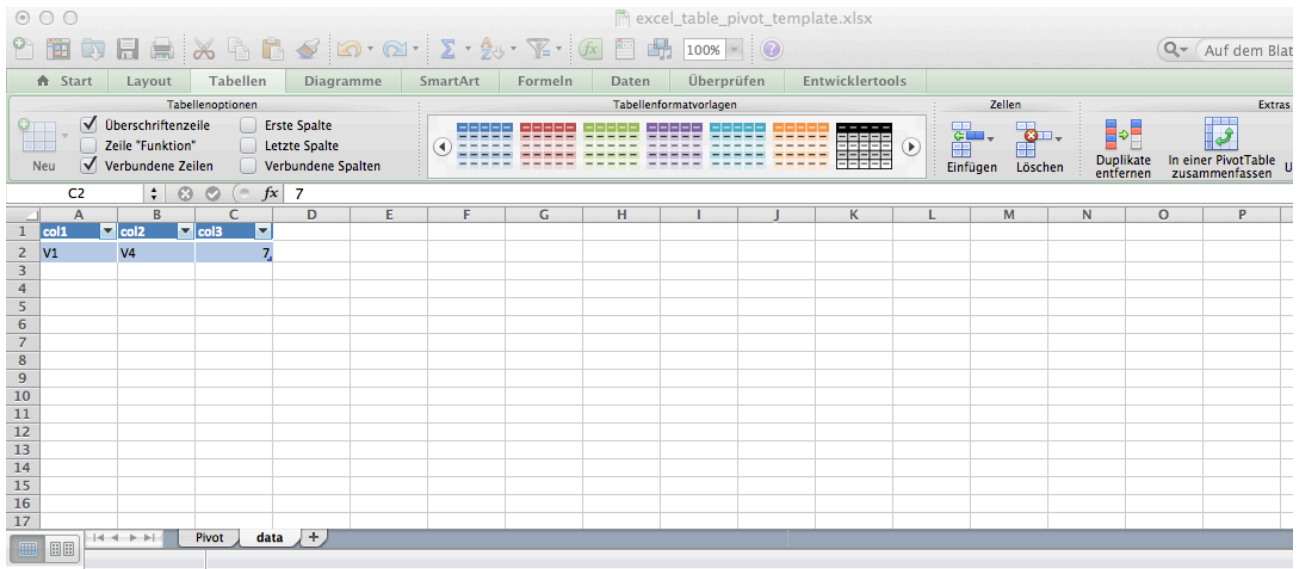 excel_table_pivot_template.xlsx
fx 100% ? Auf dem Blat
Start Layout Tabellen Diagramme SmartArt Formeln Daten Überprüfen Entwicklertools
Tabellenoptionen Tabellenformatvorlagen Zellen Extras
Neu
Überschriftenzeile Erste Spalte
Zeile "Funktion" Letzte Spalte
Verbundene Zeilen Verbundene Spalten
Einfügen Löschen
Duplikate entfernen
In einer PivotTable zusammenfassen
U
C2 fx 7
A B C D E F G H I J K L M N O P
1 col1 col2 col3
2 V1 V4 7
3
4
5
6
7
8
9
10
11
12
13
14
15
16
17
Pivot data +